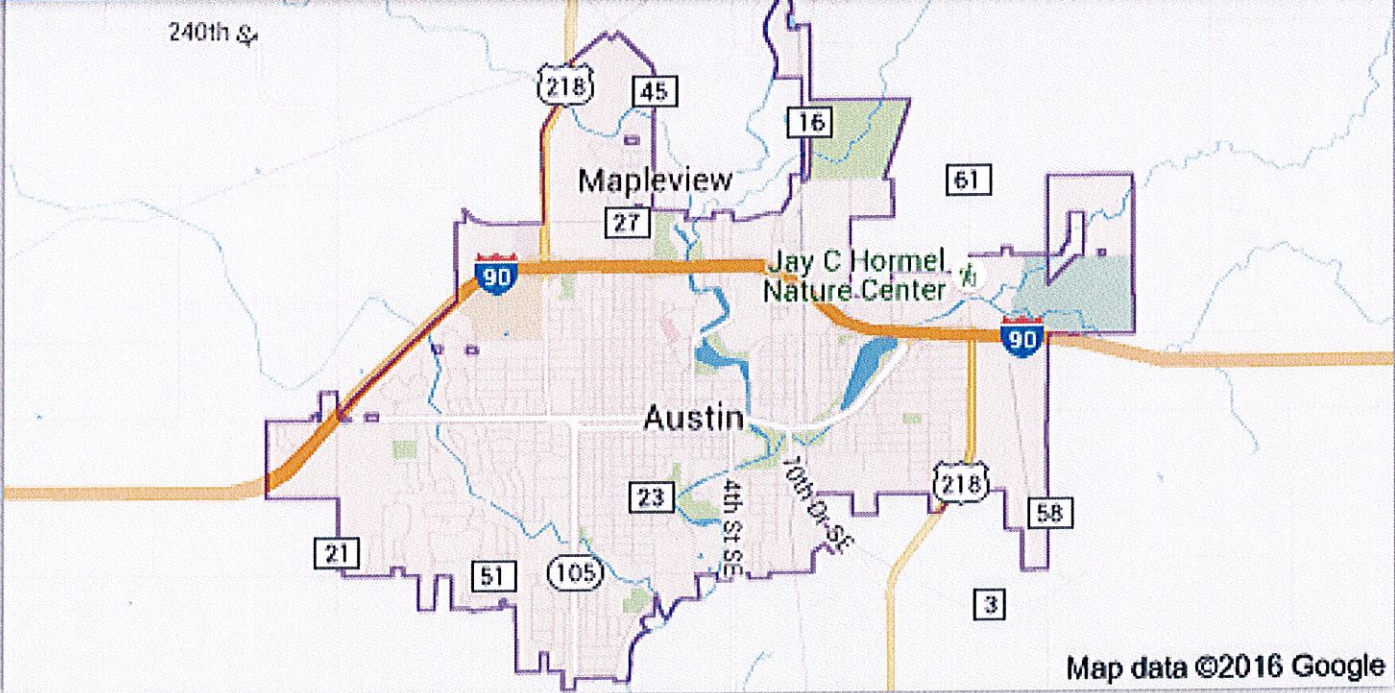 240th St
218
45
16
Mapleview
61
27
90
Jay C Hormel
Nature Center
90
Austin
10th Dr SE
23
4th St SE
218
58
21
51
105
3
Map data ©2016 Google